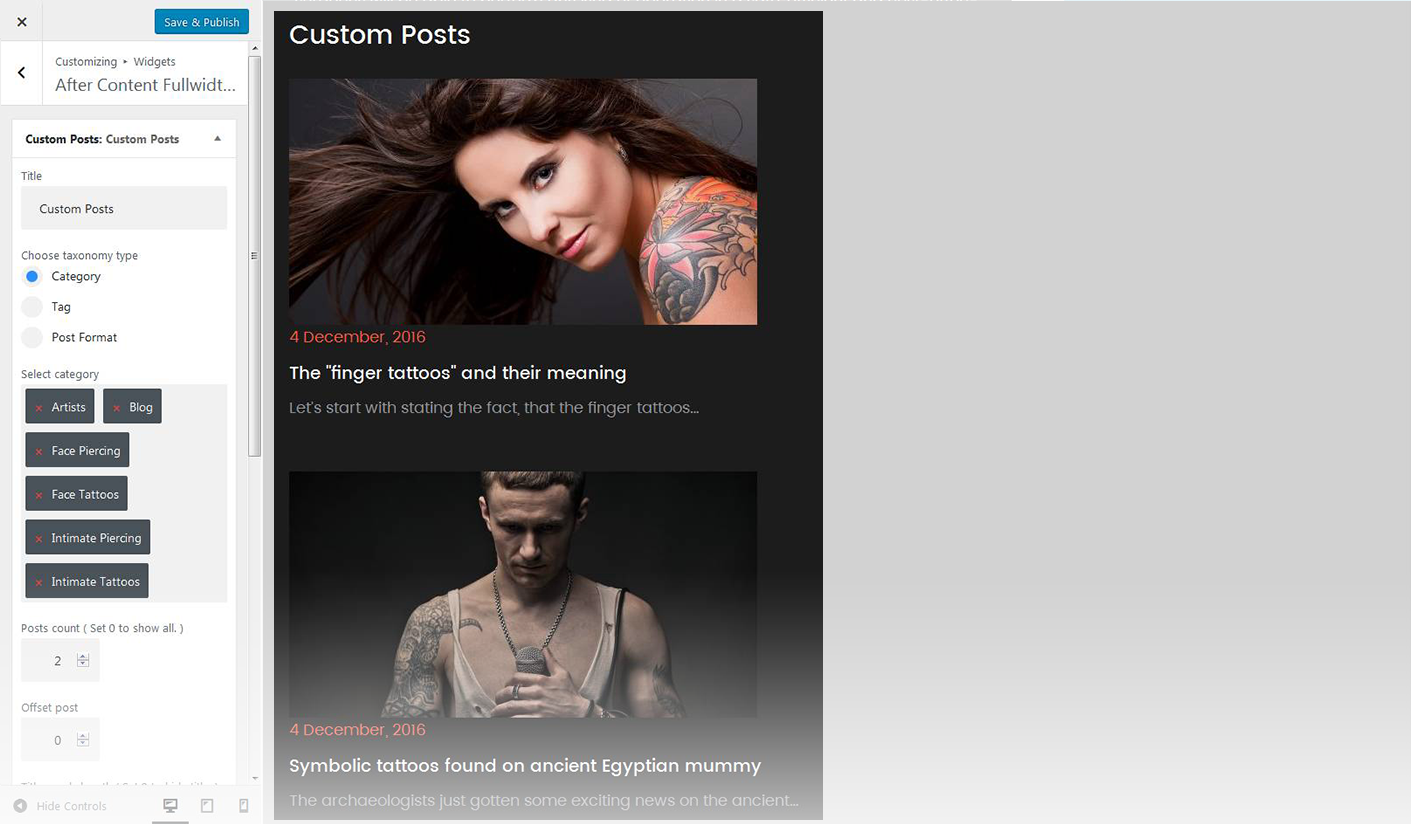 Save & Publish
Customizing ▸ Widgets
After Content Fullwidt...
Custom Posts: Custom Posts
Title
Custom Posts
Choose taxonomy type
Category
Tag
Post Format
Select category
× Artists × Blog
× Face Piercing
× Face Tattoos
× Intimate Piercing
× Intimate Tattoos
Posts count ( Set 0 to show all. )
2
Offset post
0
Hide Controls
Custom Posts
4 December, 2016
The "finger tattoos" and their meaning
Let's start with stating the fact, that the finger tattoos...
4 December, 2016
Symbolic tattoos found on ancient Egyptian mummy
The archaeologists just gotten some exciting news on the ancient...